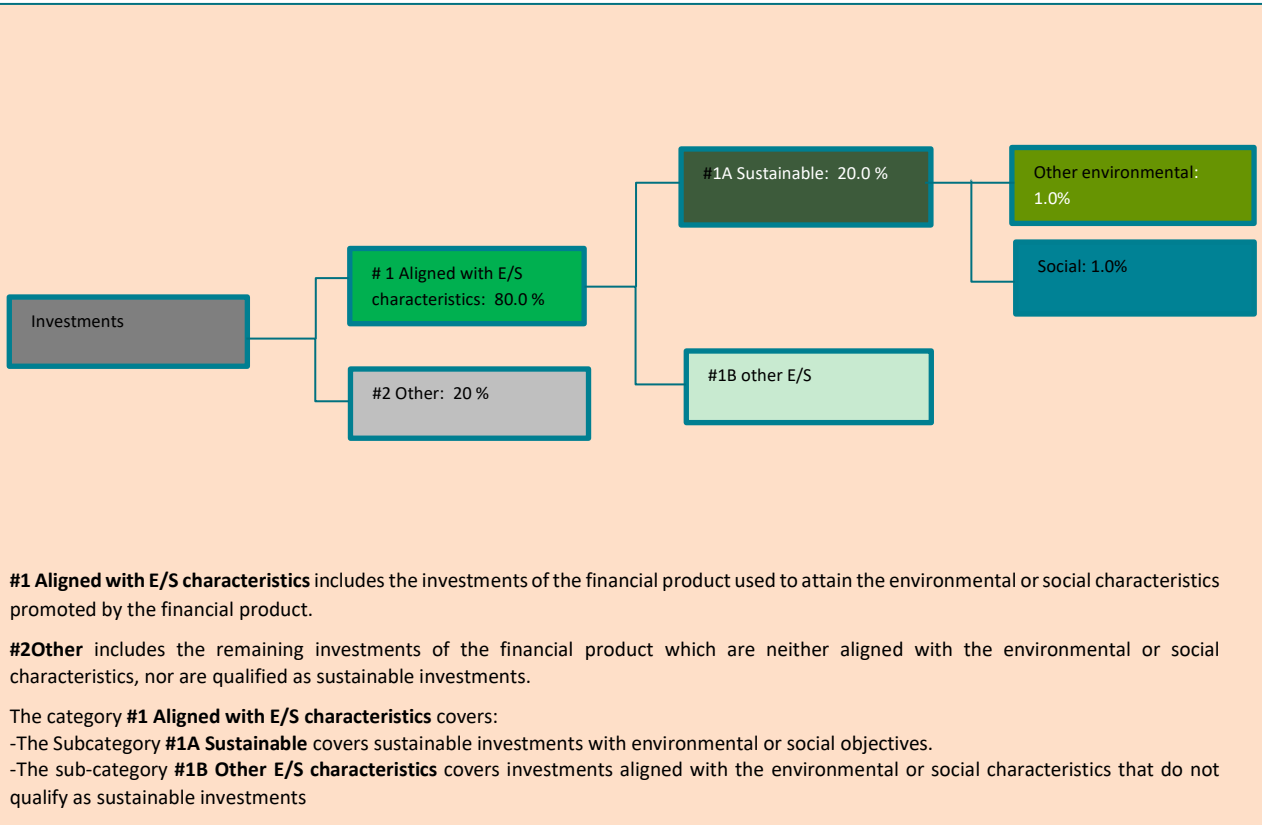 #1A Sustainable: 20.0 %
Other environmental:
1.0%
Social: 1.0%
# 1 Aligned with E/S
characteristics: 80.0 %
Investments
#2 Other: 20 %
#1B other E/S
#1 Aligned with E/S characteristics includes the investments of the financial product used to attain the environmental or social characteristics
promoted by the financial product.
#2Other includes the remaining investments of the financial product which are neither aligned with the environmental or social
characteristics, nor are qualified as sustainable investments.
The category #1 Aligned with E/S characteristics covers:
-The Subcategory #1A Sustainable covers sustainable investments with environmental or social objectives.
-The sub-category #1B Other E/S characteristics covers investments aligned with the environmental or social characteristics that do not
qualify as sustainable investments